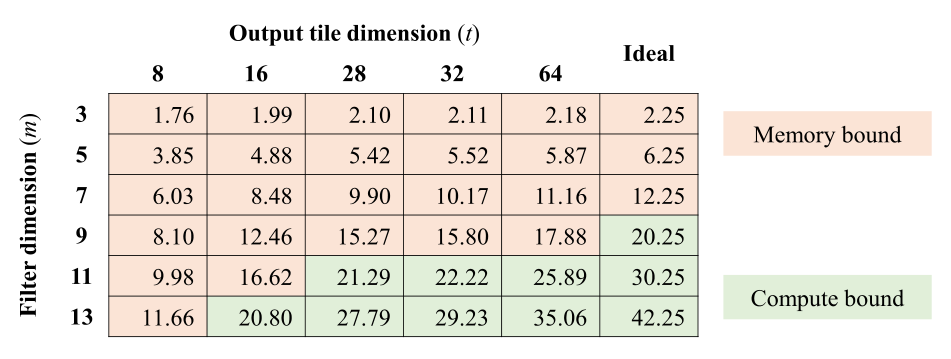 Output tile dimension (t)
Ideal
8 16 28 32 64
Filter dimension (m)
3 1.76 1.99 2.10 2.11 2.18 2.25
5 3.85 4.88 5.42 5.52 5.87 6.25
7 6.03 8.48 9.90 10.17 11.16 12.25
9 8.10 12.46 15.27 15.80 17.88 20.25
11 9.98 16.62 21.29 22.22 25.89 30.25
13 11.66 20.80 27.79 29.23 35.06 42.25
Memory bound
Compute bound